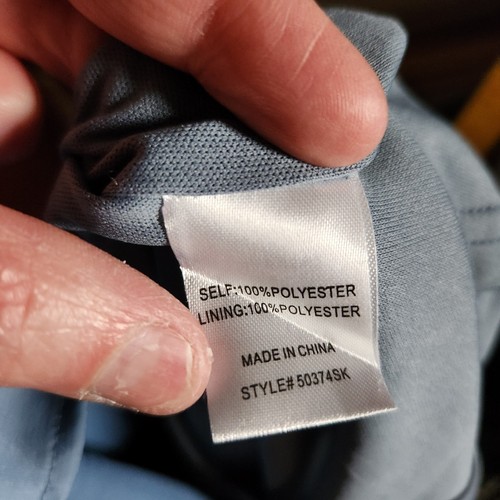 SELF:100%POLYESTER
LINING:100%POLYESTER
MADE IN CHINA
STYLE# 50374SK